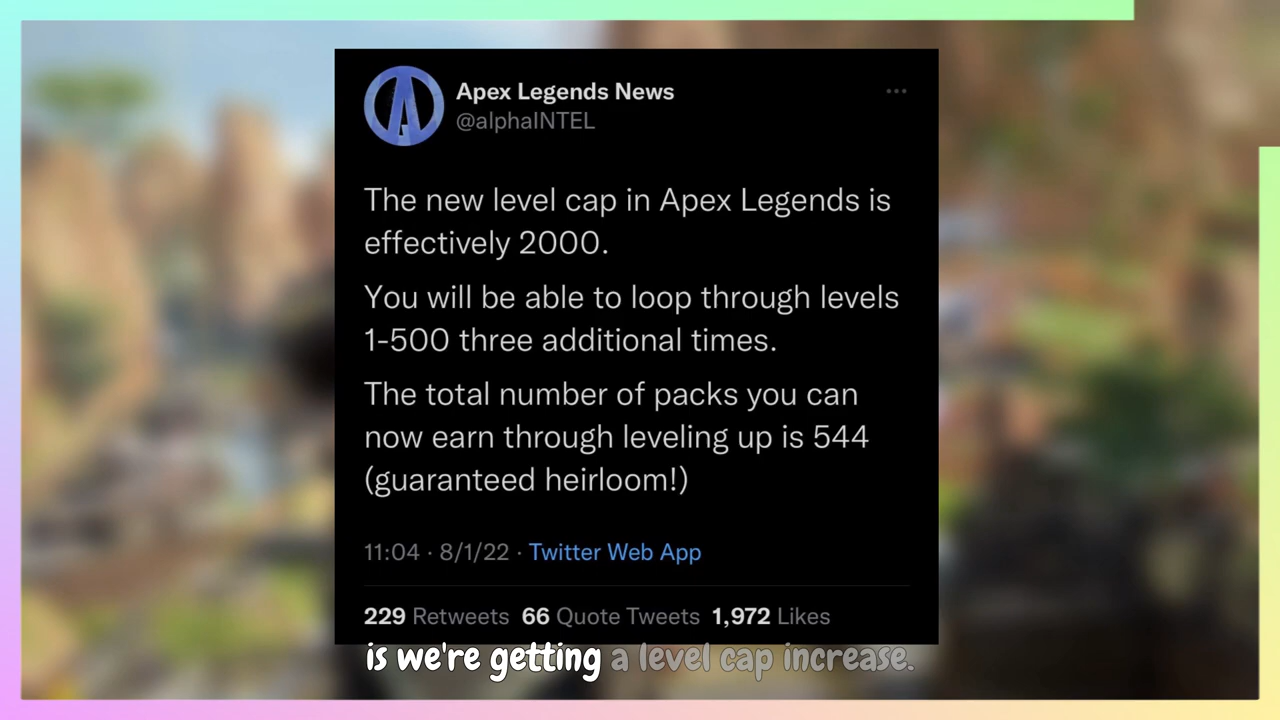 Apex Legends News
@alphaINTEL
The new level cap in Apex Legends is
effectively 2000.
You will be able to loop through levels
1-500 three additional times.
The total number of packs you can
now earn through leveling up is 544
(guaranteed heirloom!)
11:04 · 8/1/22 · Twitter Web App
229 Retweets 66 Quote Tweets 1,972 Likes
is we're getting a level cap increase.